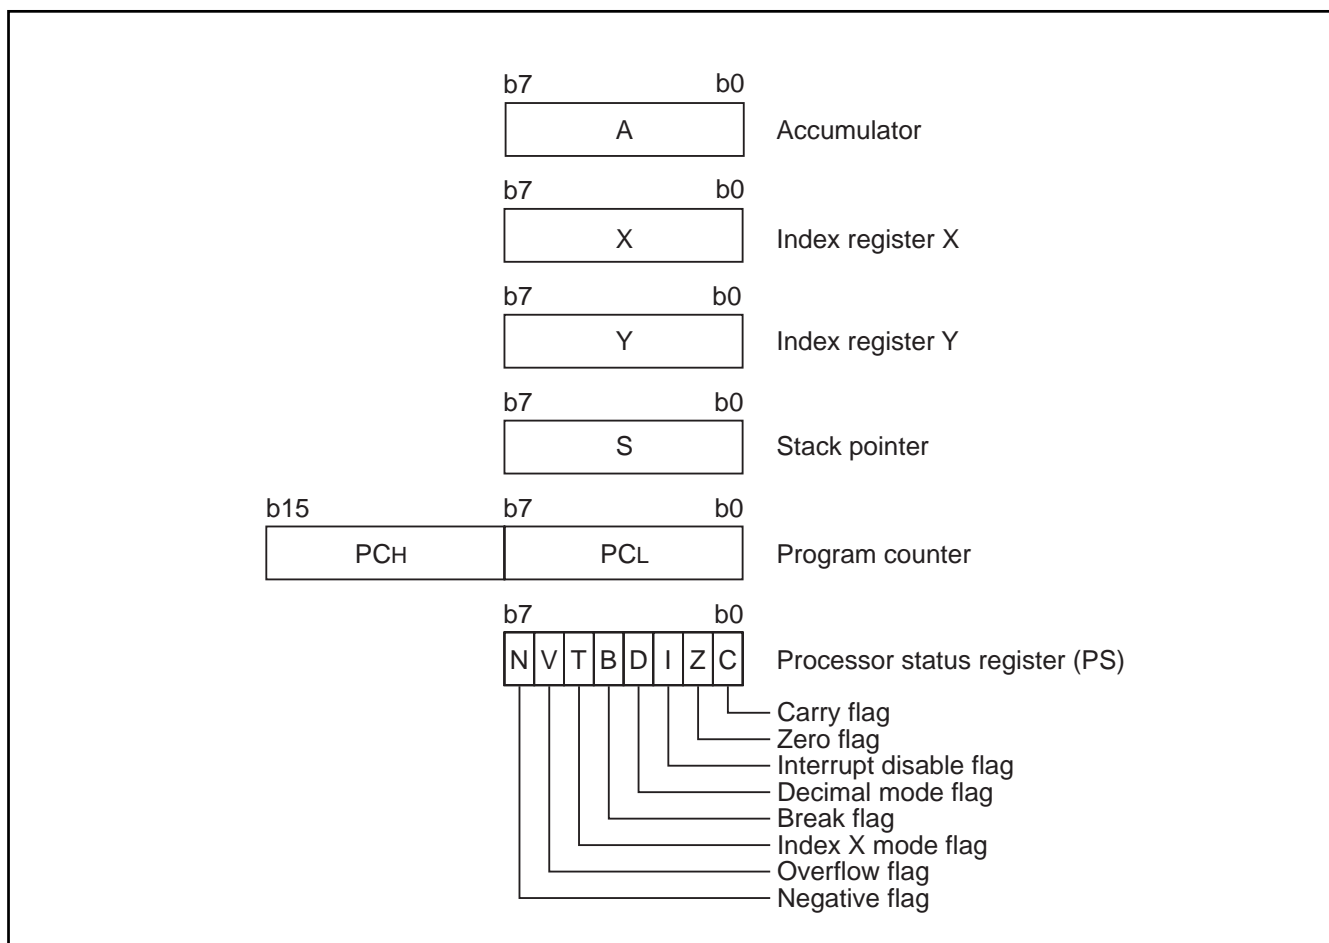 b7 b0
A Accumulator
b7 b0
X Index register X
b7 b0
Y Index register Y
b7 b0
S Stack pointer
b15 b7 b0
PCH PCL Program counter
b7 b0
N V T B D I Z C Processor status register (PS)
Carry flag
Zero flag
Interrupt disable flag
Decimal mode flag
Break flag
Index X mode flag
Overflow flag
Negative flag